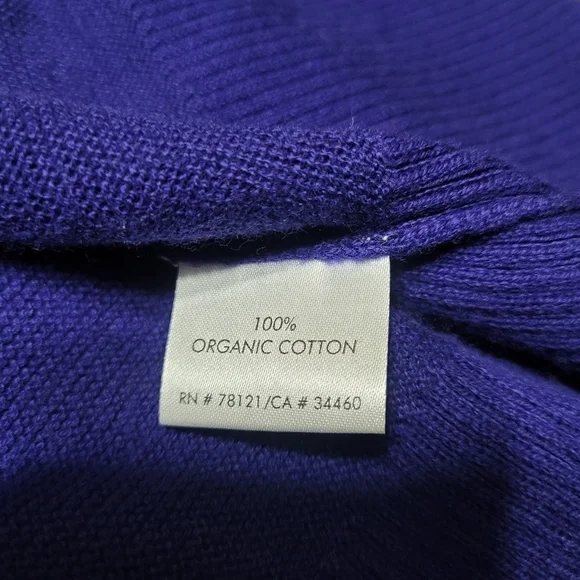 100%
ORGANIC COTTON
RN # 78121/CA # 34460